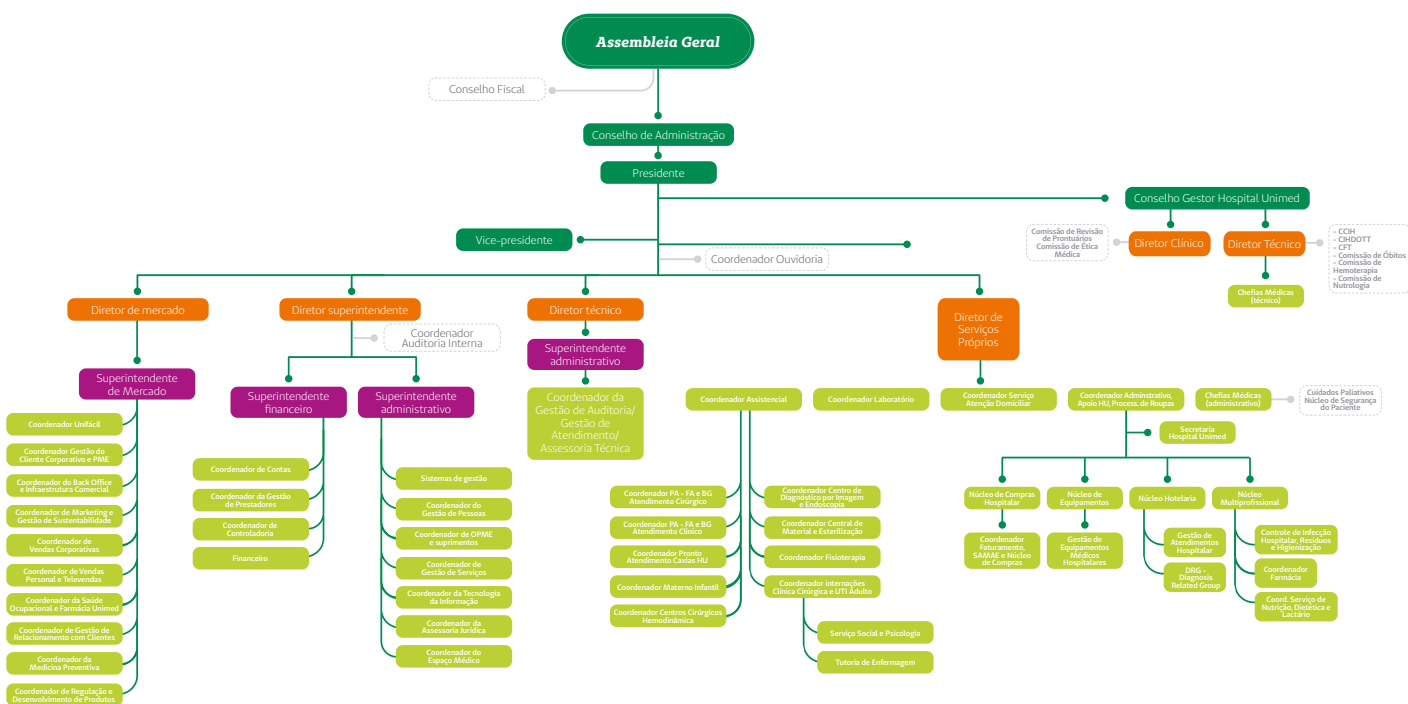 Assembleia Geral
Conselho Fiscal
Conselho de Administração
Presidente
Conselho Gestor Hospital Unimed
Vice-presidente
Coordenador Ouvidoria
Comissão de Revisão
de Prontuários
Comissão de Ética
Médica
Diretor Clínico
Diretor Técnico
- CCIH
- CIHDOTT
- CFT
- Comissão de Óbitos
- Comissão de
Hemoterapia
- Comissão de
Nutrologia
Chefias Médicas
(técnico)
Diretor de mercado
Diretor superintendente
Diretor técnico
Diretor de
Serviços
Próprios
Coordenador
Auditoria Interna
Superintendente
de Mercado
Superintendente
financeiro
Superintendente
administrativo
Superintendente
administrativo
Coordenador da
Gestão de Auditoria/
Gestão de
Atendimento/
Assessoria Técnica
Coordenador Unifácil
Coordenador Gestão do
Cliente Corporativo e PME
Coordenador do Back Office
e Infraestrutura Comercial
Coordenador de Marketing e
Gestão de Sustentabilidade
Coordenador de
Vendas Corporativas
Coordenador de Vendas
Personal e Televendas
Coordenador da Saúde
Ocupacional e Farmácia Unimed
Coordenador de Gestão de
Relacionamento com Clientes
Coordenador da
Medicina Preventiva
Coordenador de Regulação e
Desenvolvimento de Produtos
Coordenador de Contas
Coordenador da Gestão
de Prestadores
Coordenador de
Controladoria
Financeiro
Sistemas de gestão
Coordenador do
Gestão de Pessoas
Coordenador de OPME
e suprimentos
Coordenador de
Gestão de Serviços
Coordenador da Tecnologia
da Informação
Coordenador da
Assessoria Jurídica
Coordenador do
Espaço Médico
Coordenador Assistencial
Coordenador Laboratório
Coordenador Serviço
Atenção Domiciliar
Coordenador Adminstrativo,
Apoio HU, Process. de Roupas
Chefias Médicas
(administrativo)
Cuidados Paliativos
Núcleo de Segurança
do Paciente
Secretaria
Hospital Unimed
Coordenador PA - FA e BG
Atendimento Cirúrgico
Coordenador PA - FA e BG
Atendimento Clínico
Coordenador Pronto
Atendimento Caxias HU
Coordenador Materno Infantil
Coordenador Centros Cirúrgicos
Hemodinâmica
Coordenador Centro de
Diagnóstico por Imagem
e Endoscopia
Coordenador Central de
Material e Esterilização
Coordenador Fisioterapia
Coordenador internações
Clínica Cirúrgica e UTI Adulto
Serviço Social e Psicologia
Tutoria de Enfermagem
Núcleo de Compras
Hospitalar
Núcleo de
Equipamentos
Núcleo Hotelaria
Núcleo
Multiprofissional
Coordenador
Faturamento,
SAMAE e Núcleo
de Compras
Gestão de
Equipamentos
Médicos
Hospitalares
Gestão de
Atendimentos
Hospitalar
DRG -
Diagnosis
Related Group
Controle de Infecção
Hospitalar, Resíduos
e Higienização
Coordenador
Farmácia
Coord. Serviço de
Nutrição, Dietética e
Lactário